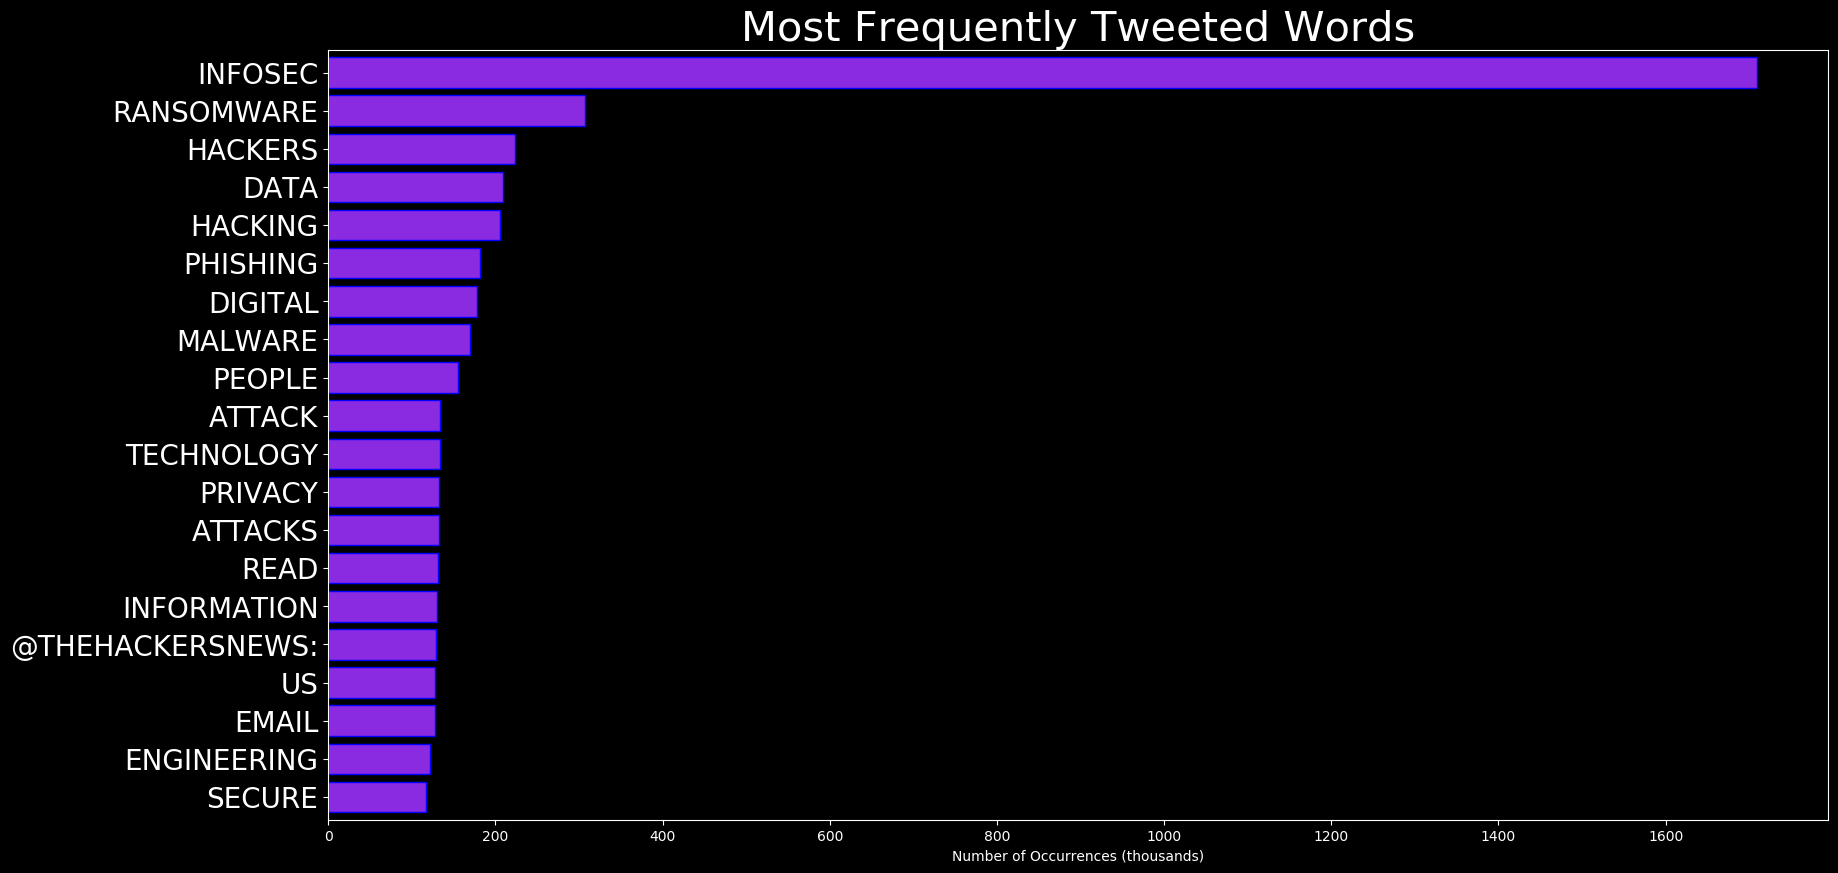 Most Frequently Tweeted Words
INFOSEC
RANSOMWARE
HACKERS
DATA
HACKING
PHISHING
DIGITAL
MALWARE
PEOPLE
ATTACK
TECHNOLOGY
PRIVACY
ATTACKS
READ
INFORMATION
@THEHACKERSNEWS:
US
EMAIL
ENGINEERING
SECURE
0 200 400 600 800 1000 1200 1400 1600
Number of Occurrences (thousands)